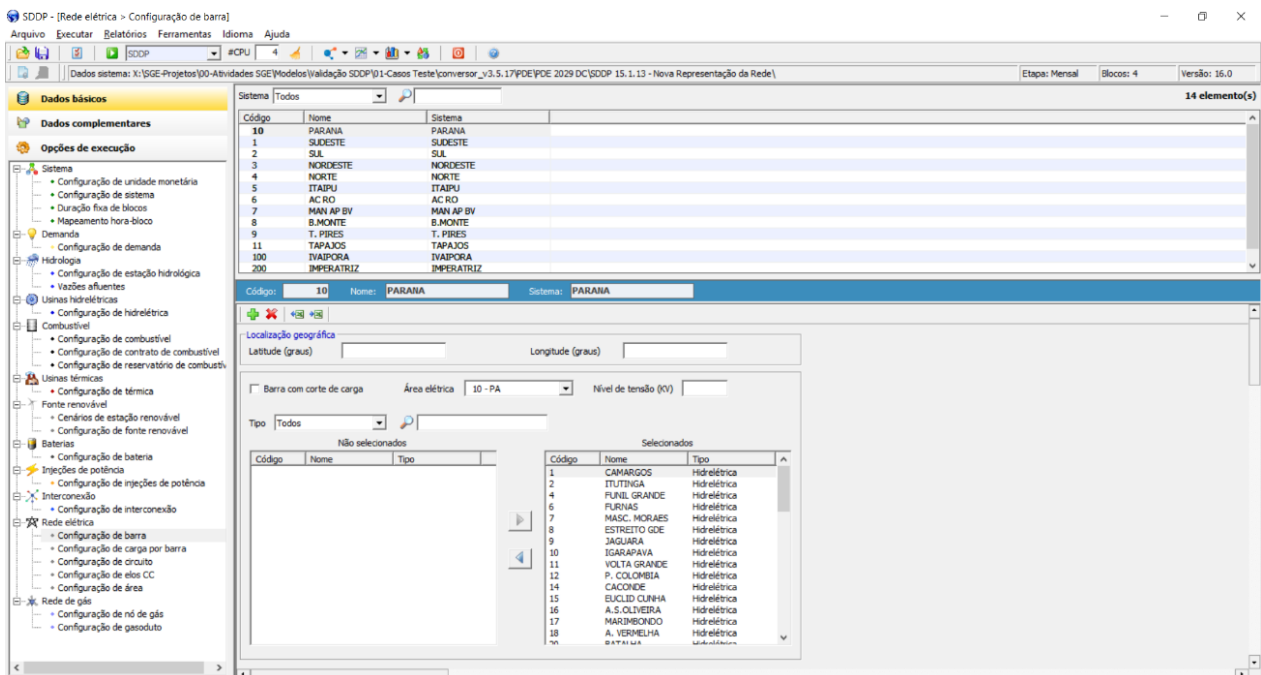 SDDP - [Rede elétrica > Configuração de barra]
Arquivo Executar Relatórios Ferramentas Idioma Ajuda
SDDP #CPU 4
Dados sistema: X:\SGE-Projetos\00-Atividades SGE\Modelos\Validação SDDP\01-Casos Teste\conversor_v3.5.17\PDE\PDE 2029 DC\SDDP 15.1.13 - Nova Representação da Rede\ Etapa: Mensal Blocos: 4 Versão: 16.0
Dados básicos
Dados complementares
Opções de execução
Sistema
Configuração de unidade monetária
Configuração de sistema
Duração fixa de blocos
Mapeamento hora-bloco
Demanda
Configuração de demanda
Hidrologia
Configuração de estação hidrológica
Vazões afluentes
Usinas hidrelétricas
Configuração de hidrelétrica
Combustível
Configuração de combustível
Configuração de contrato de combustível
Configuração de reservatório de combustív
Usinas térmicas
Configuração de térmica
Fonte renovável
Cenários de estação renovável
Configuração de fonte renovável
Baterias
Configuração de bateria
Injeções de potência
Configuração de injeções de potência
Interconexão
Configuração de interconexão
Rede elétrica
Configuração de barra
Configuração de carga por barra
Configuração de circuito
Configuração de elos CC
Configuração de área
Rede de gás
Configuração de nó de gás
Configuração de gasoduto
Sistema Todos 14 elemento(s)
Código Nome Sistema
10 PARANA PARANA
1 SUDESTE SUDESTE
2 SUL SUL
3 NORDESTE NORDESTE
4 NORTE NORTE
5 ITAIPU ITAIPU
6 AC RO AC RO
7 MAN AP BV MAN AP BV
8 B.MONTE B.MONTE
9 T. PIRES T. PIRES
11 TAPAJOS TAPAJOS
100 IVAIPORA IVAIPORA
200 IMPERATRIZ IMPERATRIZ
Código: 10 Nome: PARANA Sistema: PARANA
Localização geográfica
Latitude (graus) Longitude (graus)
Barra com corte de carga Área elétrica 10 - PA Nível de tensão (KV)
Tipo Todos
Não selecionados Selecionados
Código Nome Tipo Código Nome Tipo
1 CAMARGOS Hidrelétrica
2 ITUTINGA Hidrelétrica
4 FUNIL GRANDE Hidrelétrica
6 FURNAS Hidrelétrica
7 MASC. MORAES Hidrelétrica
8 ESTREITO GDE Hidrelétrica
9 JAGUARA Hidrelétrica
10 IGARAPAVA Hidrelétrica
11 VOLTA GRANDE Hidrelétrica
12 P. COLOMBIA Hidrelétrica
14 CACONDE Hidrelétrica
15 EUCLID CUNHA Hidrelétrica
16 A.S.OLIVEIRA Hidrelétrica
17 MARIMBONDO Hidrelétrica
18 A. VERMELHA Hidrelétrica
20 BATALHA Hidrelétrica